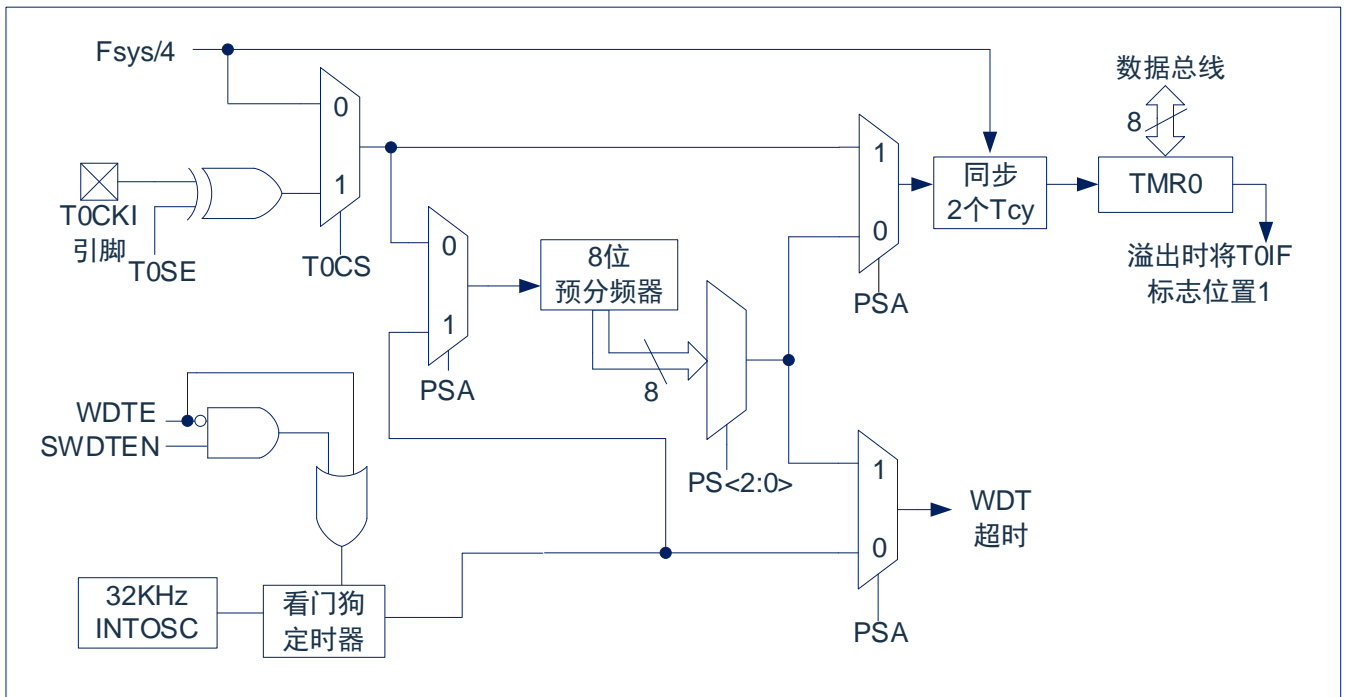 Fsys/4
数据总线
8
0
1
1
0
T0CKI
引脚
T0SE
T0CS
同步
2个Tcy
TMR0
溢出时将T0IF
标志位置1
0
1
PSA
8位
预分频器
8
PSA
PS<2:0>
WDTE
SWDTEN
1
0
PSA
WDT
超时
32KHz
INTOSC
看门狗
定时器